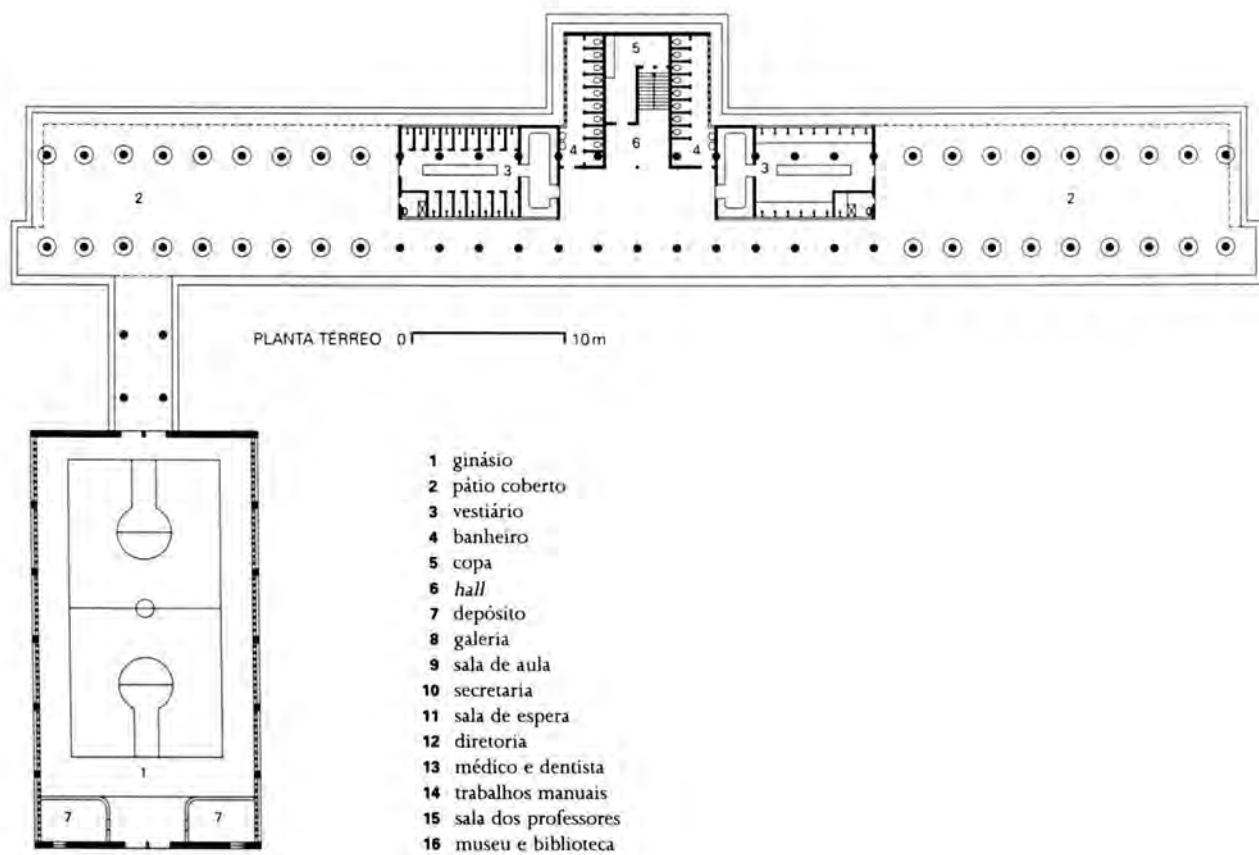 5
4
6
4
3
3
2
2
PLANTA TÉRREO 0 10m
1 ginásio
2 pátio coberto
3 vestiário
4 banheiro
5 copa
6 hall
7 depósito
8 galeria
9 sala de aula
10 secretaria
11 sala de espera
12 diretoria
13 médico e dentista
14 trabalhos manuais
15 sala dos professores
16 museu e biblioteca
1
7
7